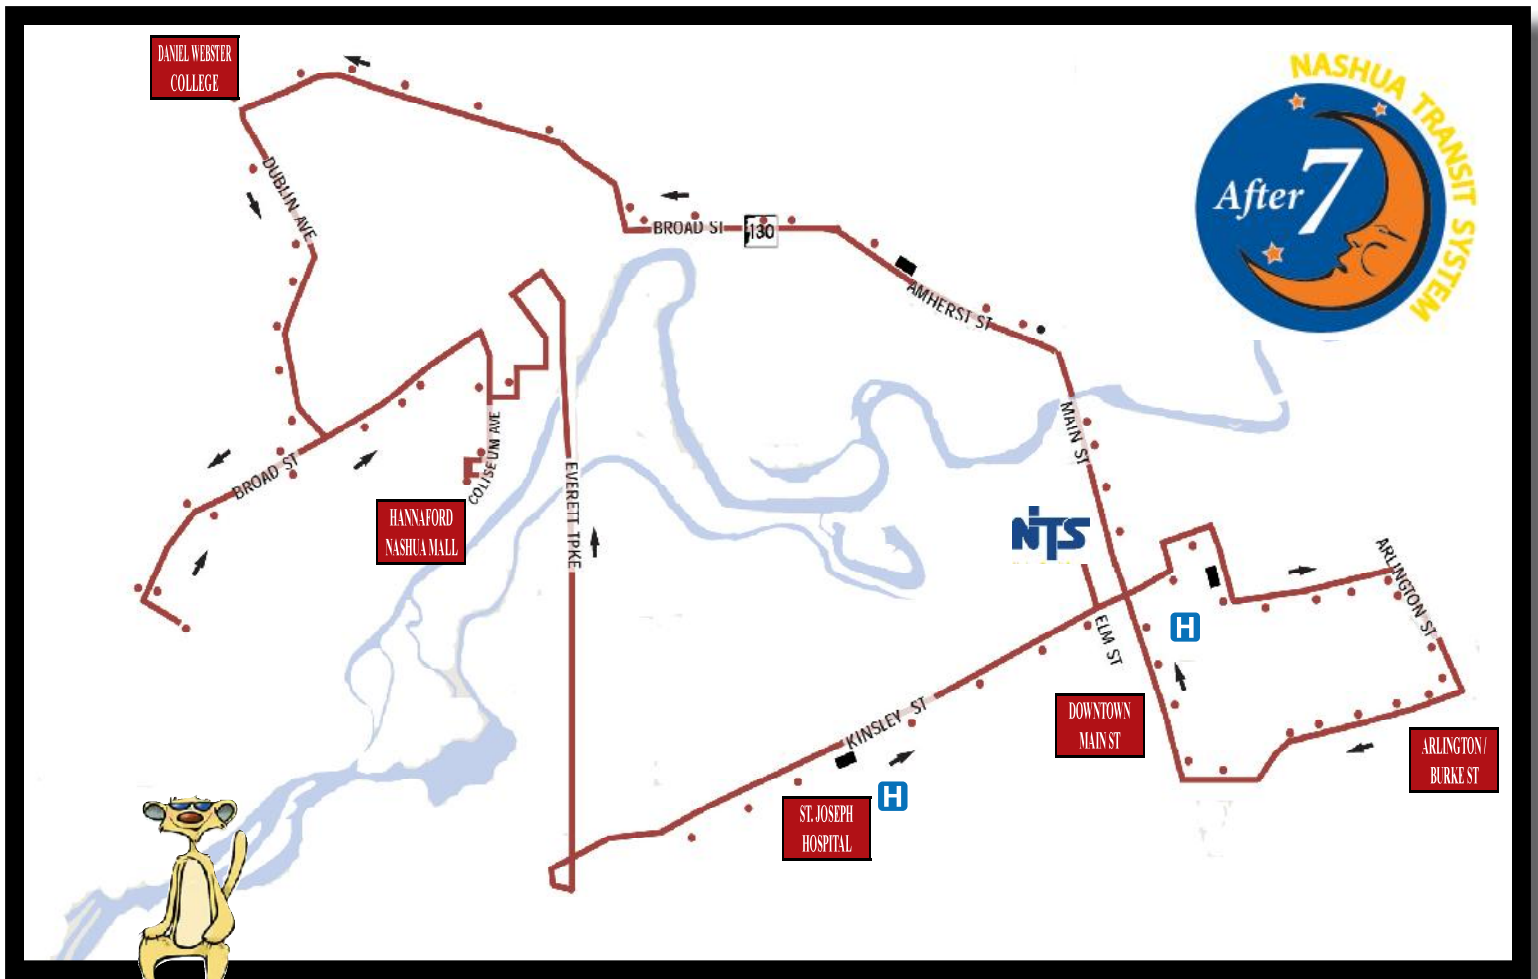 DANIEL WEBSTER
COLLEGE
NASHUA TRANSIT SYSTEM
After 7
DUBLIN AVE
BROAD ST
130
AMHERST ST
MAIN ST
COLISEUM AVE
BROAD ST
HANNAFORD
NASHUA MALL
EVERETT TPKE
NTS
ARLINGTON ST
H
ELM ST
DOWNTOWN
MAIN ST
KINSLEY ST
ARLINGTON /
BURKE ST
H
ST. JOSEPH
HOSPITAL